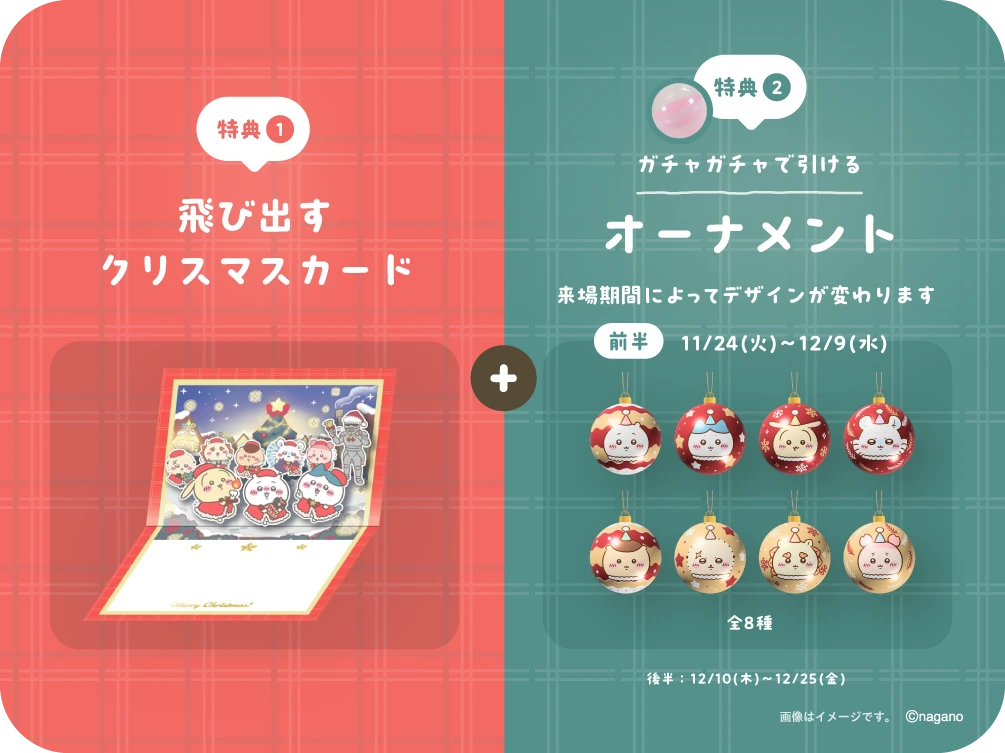 特典1
飛び出す
クリスマスカード
Merry Christmas!
特典2
ガチャガチャで引ける
オーナメント
来場期間によってデザインが変わります
前半 11/24(火)~12/9(水)
全8種
後半:12/10(木)~12/25(金)
画像はイメージです。 ©nagano